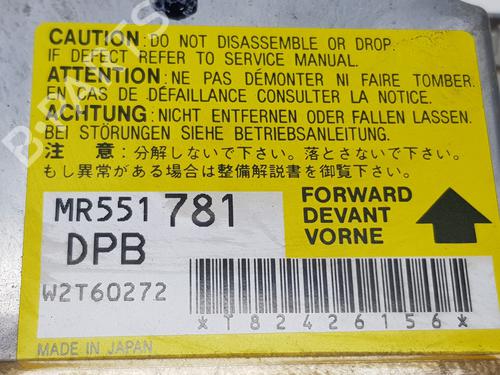 CAUTION : DO NOT DISASSEMBLE OR DROP.
IF DEFECT REFER TO SERVICE MANUAL.
ATTENTION : NE PAS DÉMONTER NI FAIRE TOMBER.
EN CAS DE DÉFAILLANCE CONSULTER LA NOTICE.
ACHTUNG : NICHT ENTFERNEN ODER FALLEN LASSEN.
BEI STÖRUNGEN SIEHE BETRIEBSANLEITUNG.
注 意 : 分解しないで下さい。落とさないで下さい。
もし異常がある場合は整備解説書を御覧下さい。
MR551 781
DPB
W2T60272
FORWARD
DEVANT
VORNE
*T82426156*
MADE IN JAPAN